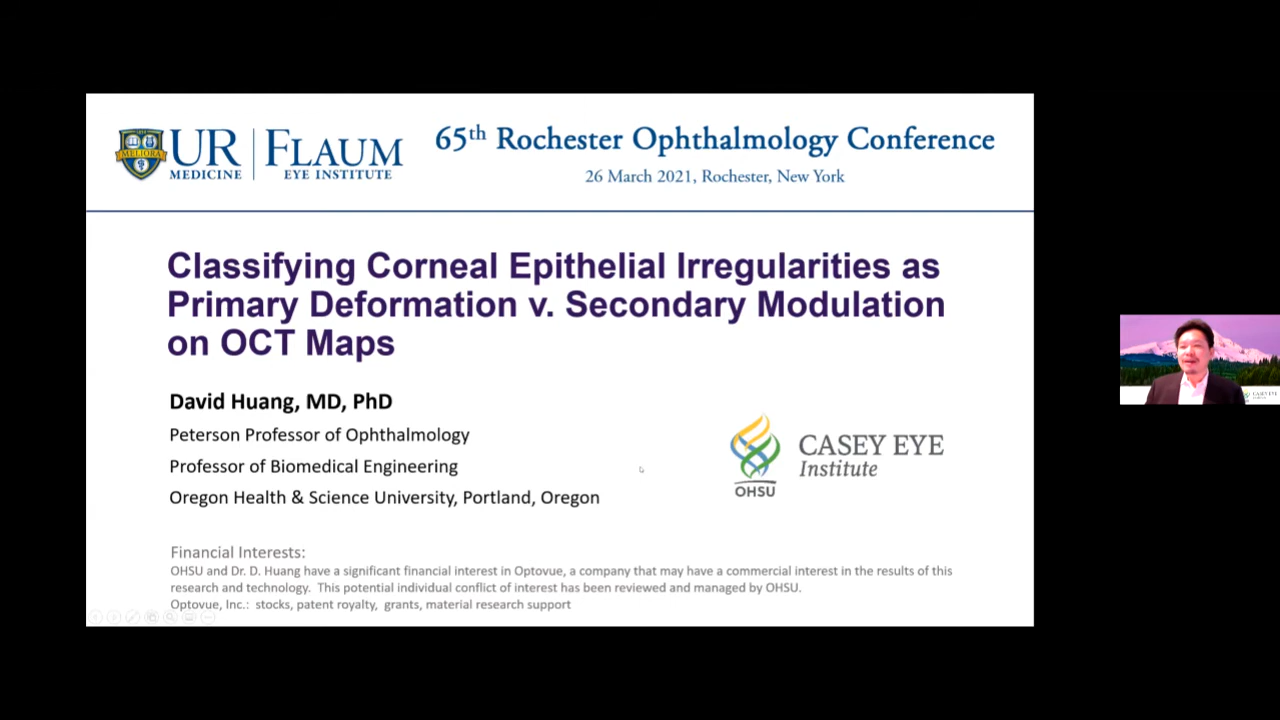 MELIORA
UR
MEDICINE
FLAUM
EYE INSTITUTE
65th Rochester Ophthalmology Conference
26 March 2021, Rochester, New York
Classifying Corneal Epithelial Irregularities as
Primary Deformation v. Secondary Modulation
on OCT Maps
David Huang, MD, PhD
Peterson Professor of Ophthalmology
Professor of Biomedical Engineering
Oregon Health & Science University, Portland, Oregon
CASEY EYE
Institute
OHSU
Financial Interests:
OHSU and Dr. D. Huang have a significant financial interest in Optovue, a company that may have a commercial interest in the results of this
research and technology. This potential individual conflict of interest has been reviewed and managed by OHSU.
Optovue, Inc.: stocks, patent royalty, grants, material research support
CASEY EYE